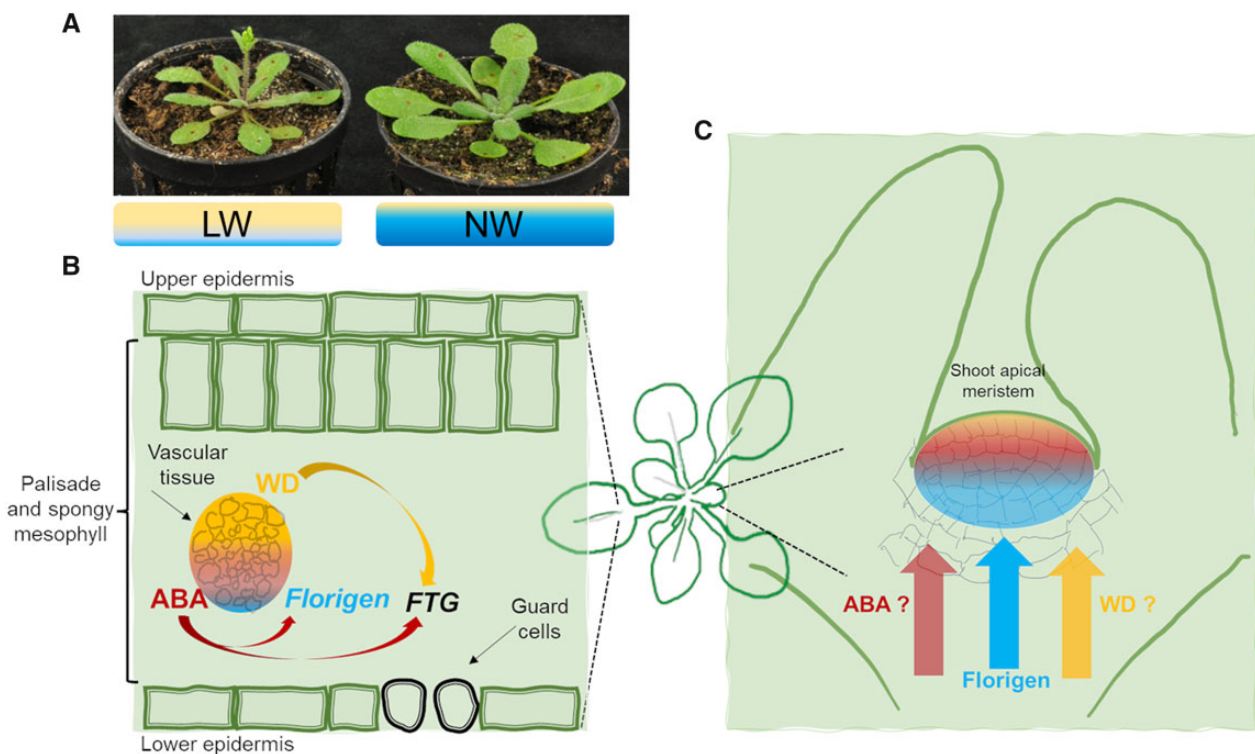 A
LW
NW
B
Upper epidermis
Vascular
tissue
WD
Palisade
and spongy
mesophyll
ABA
Florigen
FTG
Guard
cells
Lower epidermis
C
Shoot apical
meristem
ABA ?
WD ?
Florigen